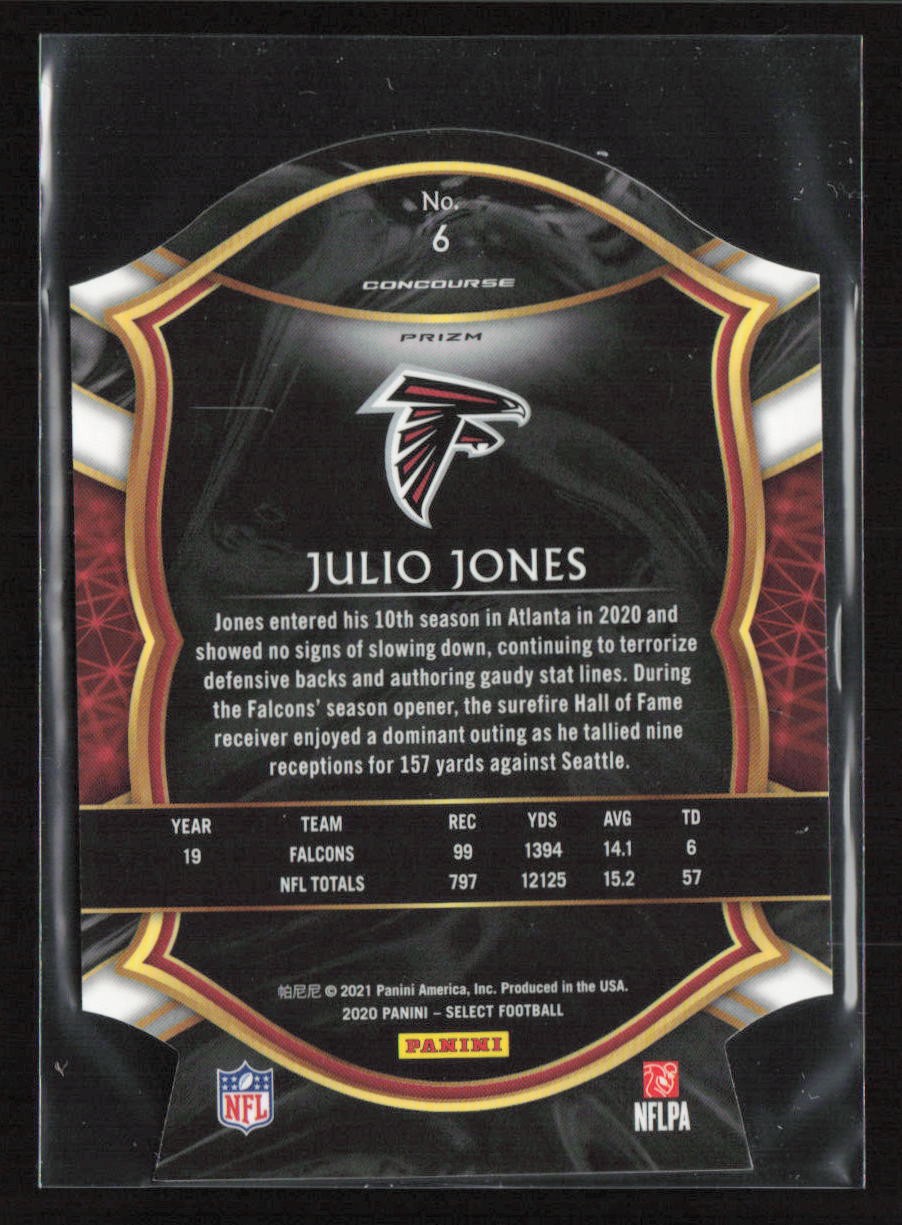 No.
6
CONCOURSE
PRIZM
JULIO JONES
Jones entered his 10th season in Atlanta in 2020 and
showed no signs of slowing down, continuing to terrorize
defensive backs and authoring gaudy stat lines. During
the Falcons' season opener, the surefire Hall of Fame
receiver enjoyed a dominant outing as he tallied nine
receptions for 157 yards against Seattle.
YEAR TEAM REC YDS AVG TD
19 FALCONS 99 1394 14.1 6
NFL TOTALS 797 12125 15.2 57
帕尼尼 © 2021 Panini America, Inc. Produced in the USA.
2020 PANINI – SELECT FOOTBALL
PANINI
NFL
NFLPA